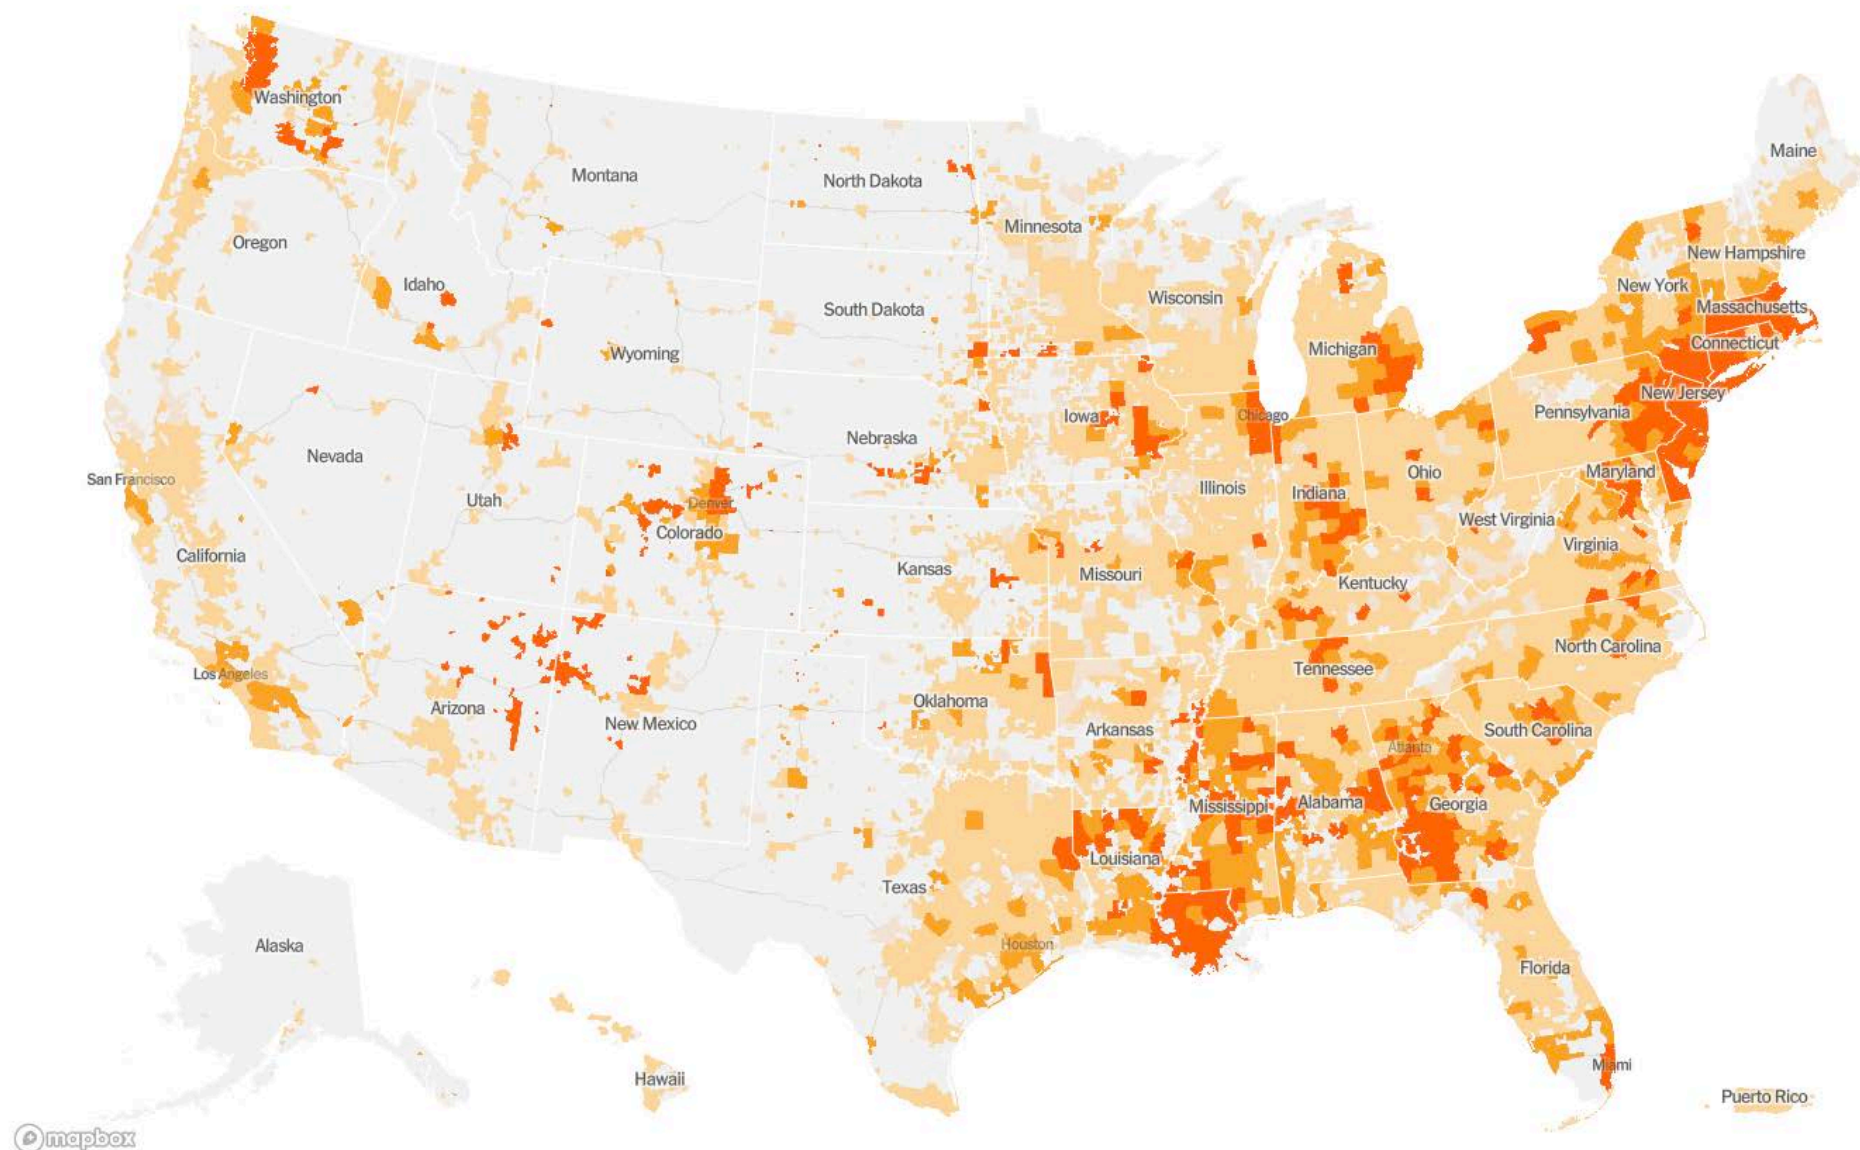 Washington
Montana
North Dakota
Minnesota
Maine
Oregon
Idaho
South Dakota
Wisconsin
New Hampshire
New York
Massachusetts
Wyoming
Michigan
Connecticut
New Jersey
Pennsylvania
Iowa
Chicago
Nebraska
Nevada
San Francisco
Utah
Denver
Colorado
Illinois
Indiana
Ohio
Maryland
West Virginia
Virginia
California
Kansas
Missouri
Kentucky
North Carolina
Tennessee
Los Angeles
Arizona
New Mexico
Oklahoma
Arkansas
South Carolina
Atlanta
Mississippi
Alabama
Georgia
Louisiana
Texas
Houston
Alaska
Florida
Miami
Hawaii
Puerto Rico
mapbox